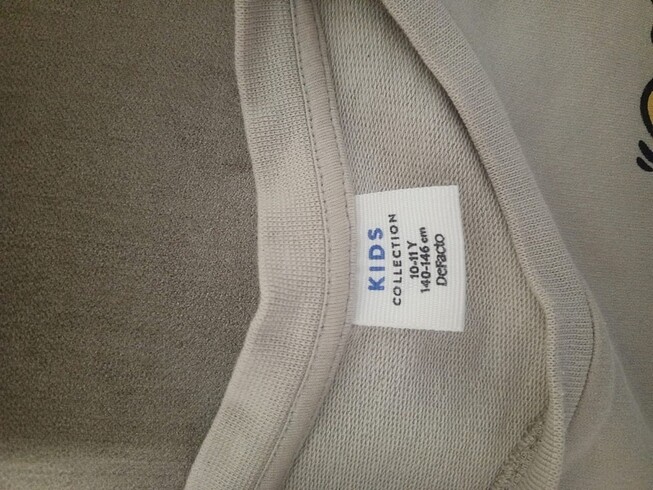 KIDS
COLLECTION
10-11 Y
140-146 cm
DeFacto